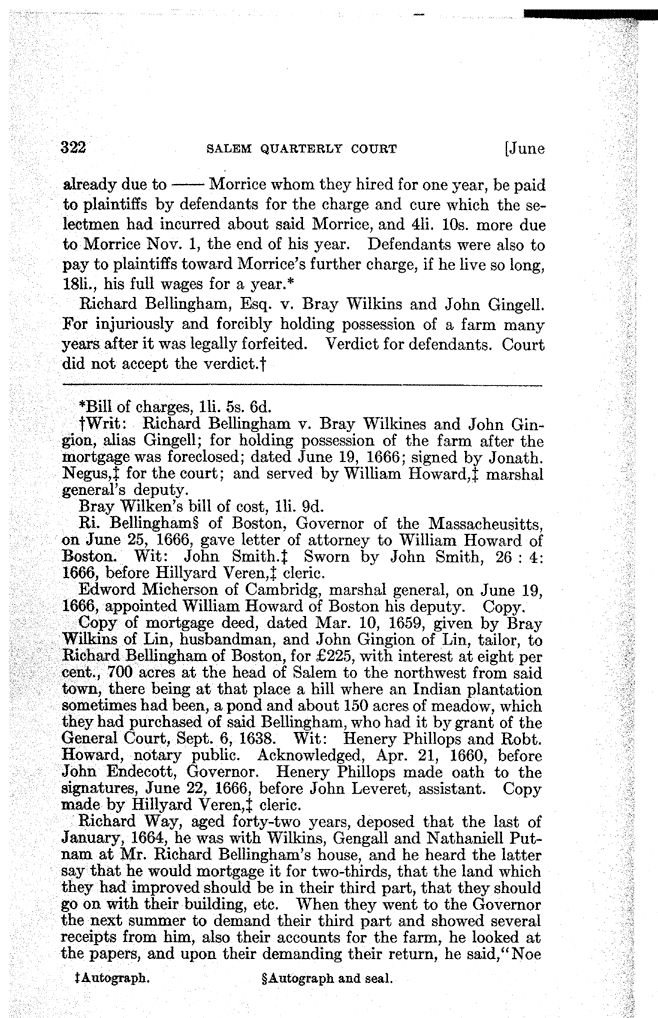 322 SALEM QUARTERLY COURT [June
already due to —— Morrice whom they hired for one year, be paid
to plaintiffs by defendants for the charge and cure which the se-
lectmen had incurred about said Morrice, and 4li. 10s. more due
to Morrice Nov. 1, the end of his year. Defendants were also to
pay to plaintiffs toward Morrice's further charge, if he live so long,
18li., his full wages for a year.*
Richard Bellingham, Esq. v. Bray Wilkins and John Gingell.
For injuriously and forcibly holding possession of a farm many
years after it was legally forfeited. Verdict for defendants. Court
did not accept the verdict.†
*Bill of charges, 1li. 5s. 6d.
†Writ: Richard Bellingham v. Bray Wilkines and John Gin-
gion, alias Gingell; for holding possession of the farm after the
mortgage was foreclosed; dated June 19, 1666; signed by Jonath.
Negus,‡ for the court; and served by William Howard,‡ marshal
general's deputy.
Bray Wilken's bill of cost, 1li. 9d.
Ri. Bellingham§ of Boston, Governor of the Massacheusitts,
on June 25, 1666, gave letter of attorney to William Howard of
Boston. Wit: John Smith.‡ Sworn by John Smith, 26 : 4:
1666, before Hillyard Veren,‡ cleric.
Edword Micherson of Cambridg, marshal general, on June 19,
1666, appointed William Howard of Boston his deputy. Copy.
Copy of mortgage deed, dated Mar. 10, 1659, given by Bray
Wilkins of Lin, husbandman, and John Gingion of Lin, tailor, to
Richard Bellingham of Boston, for £225, with interest at eight per
cent., 700 acres at the head of Salem to the northwest from said
town, there being at that place a hill where an Indian plantation
sometimes had been, a pond and about 150 acres of meadow, which
they had purchased of said Bellingham, who had it by grant of the
General Court, Sept. 6, 1638. Wit: Henery Phillops and Robt.
Howard, notary public. Acknowledged, Apr. 21, 1660, before
John Endecott, Governor. Henery Phillops made oath to the
signatures, June 22, 1666, before John Leveret, assistant. Copy
made by Hillyard Veren,‡ cleric.
Richard Way, aged forty-two years, deposed that the last of
January, 1664, he was with Wilkins, Gengall and Nathaniell Put-
nam at Mr. Richard Bellingham's house, and he heard the latter
say that he would mortgage it for two-thirds, that the land which
they had improved should be in their third part, that they should
go on with their building, etc. When they went to the Governor
the next summer to demand their third part and showed several
receipts from him, also their accounts for the farm, he looked at
the papers, and upon their demanding their return, he said,"Noe
‡Autograph. §Autograph and seal.